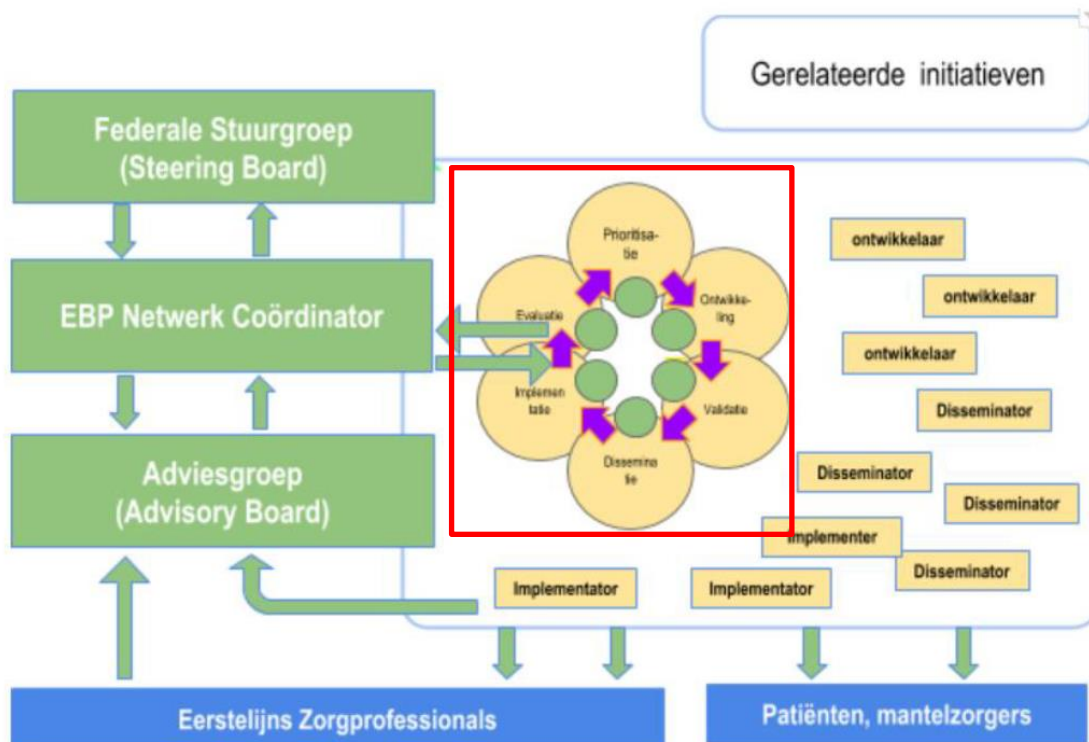 Gerelateerde initiatieven
Federale Stuurgroep
(Steering Board)
EBP Netwerk Coördinator
Adviesgroep
(Advisory Board)
Prioritisa-
tie
Ontwikke-
ling
Validatie
Dissemina
tie
Implemen
tatie
Evaluatie
ontwikkelaar
ontwikkelaar
ontwikkelaar
Disseminator
Disseminator
Disseminator
Implementer
Disseminator
Implementator
Implementator
Eerstelijns Zorgprofessionals
Patiënten, mantelzorgers